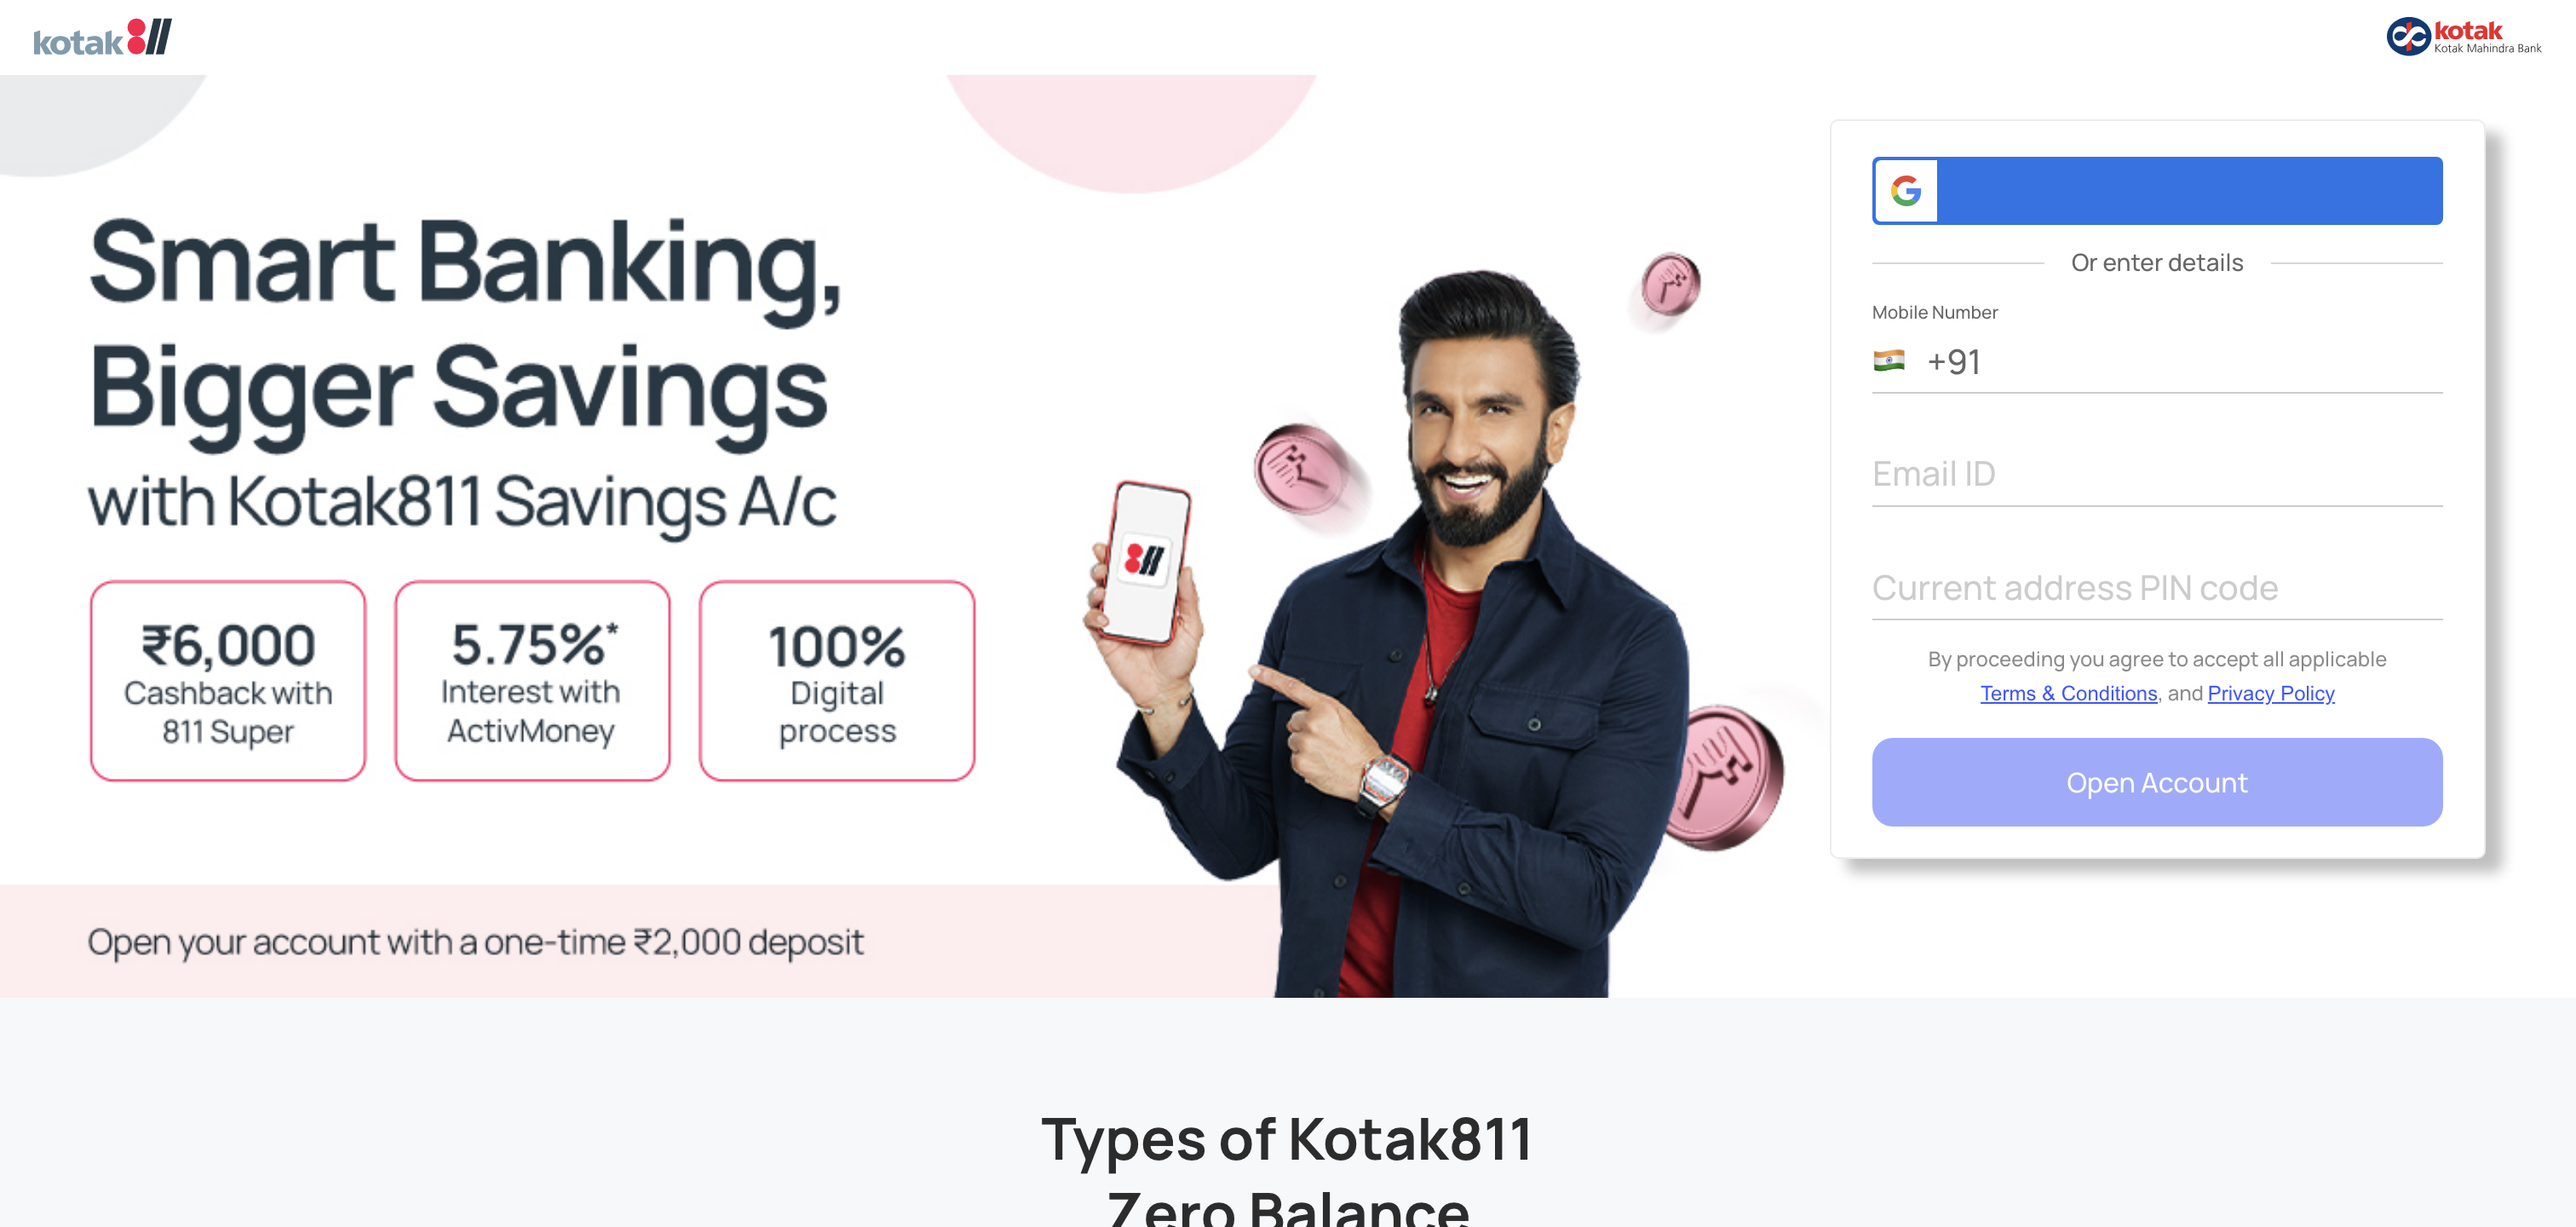 kotak811
kotak
Kotak Mahindra Bank
Smart Banking,
Bigger Savings
with Kotak811 Savings A/c
₹6,000
Cashback with
811 Super
5.75%*
Interest with
ActivMoney
100%
Digital
process
Open your account with a one-time ₹2,000 deposit
811
G
Or enter details
Mobile Number
+91
Email ID
Current address PIN code
By proceeding you agree to accept all applicable
Terms & Conditions, and Privacy Policy
Open Account
Types of Kotak811
Zero Balance